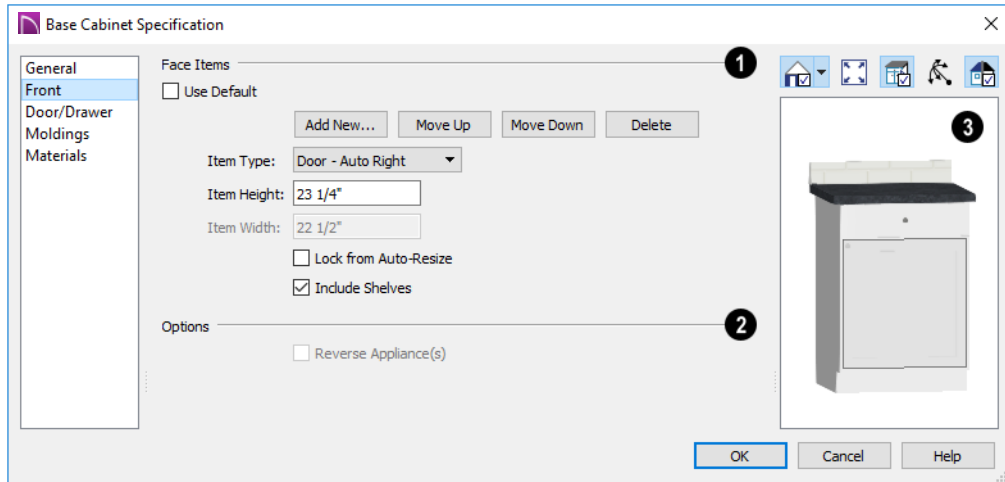 Base Cabinet Specification
General
Front
Door/Drawer
Moldings
Materials
Face Items
1
Use Default
Add New...
Move Up
Move Down
Delete
Item Type:
Door - Auto Right
Item Height:
23 1/4"
Item Width:
22 1/2"
Lock from Auto-Resize
Include Shelves
Options
2
Reverse Appliance(s)
3
OK
Cancel
Help